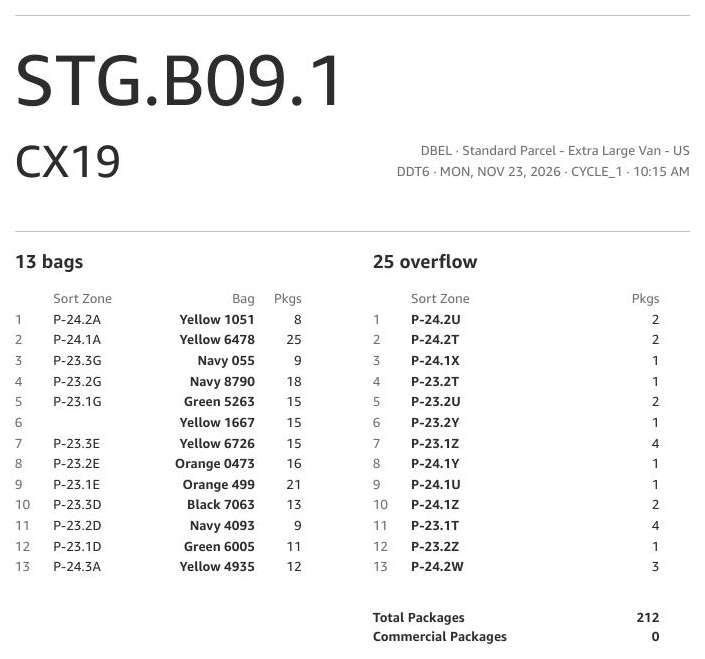 STG.B09.1
CX19
DBEL · Standard Parcel - Extra Large Van - US
DDT6 · MON, NOV 23, 2026 · CYCLE_1 · 10:15 AM
13 bags
Sort Zone Bag Pkgs
1 P-24.2A Yellow 1051 8
2 P-24.1A Yellow 6478 25
3 P-23.3G Navy 055 9
4 P-23.2G Navy 8790 18
5 P-23.1G Green 5263 15
6 Yellow 1667 15
7 P-23.3E Yellow 6726 15
8 P-23.2E Orange 0473 16
9 P-23.1E Orange 499 21
10 P-23.3D Black 7063 13
11 P-23.2D Navy 4093 9
12 P-23.1D Green 6005 11
13 P-24.3A Yellow 4935 12
25 overflow
Sort Zone Pkgs
1 P-24.2U 2
2 P-24.2T 2
3 P-24.1X 1
4 P-23.2T 1
5 P-23.2U 2
6 P-23.2Y 1
7 P-23.1Z 4
8 P-24.1Y 1
9 P-24.1U 1
10 P-24.1Z 2
11 P-23.1T 4
12 P-23.2Z 1
13 P-24.2W 3
Total Packages 212
Commercial Packages 0